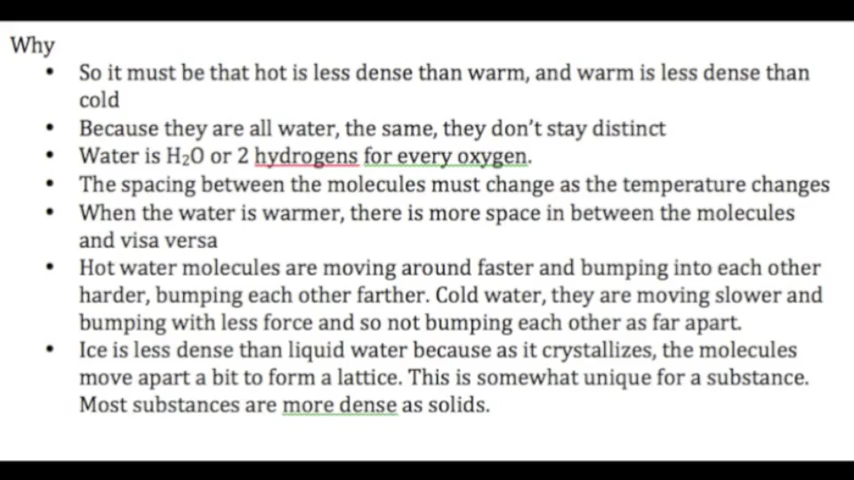 Why
• So it must be that hot is less dense than warm, and warm is less dense than
cold
• Because they are all water, the same, they don't stay distinct
• Water is H₂O or 2 hydrogens for every oxygen.
• The spacing between the molecules must change as the temperature changes
• When the water is warmer, there is more space in between the molecules
and visa versa
• Hot water molecules are moving around faster and bumping into each other
harder, bumping each other farther. Cold water, they are moving slower and
bumping with less force and so not bumping each other as far apart.
• Ice is less dense than liquid water because as it crystallizes, the molecules
move apart a bit to form a lattice. This is somewhat unique for a substance.
Most substances are more dense as solids.